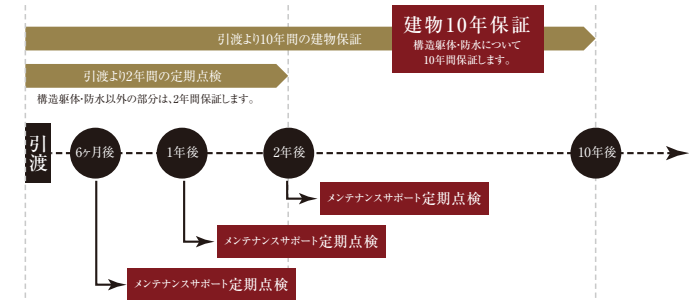 引渡より10年間の建物保証
建物10年保証
構造躯体・防水について
10年間保証します。
引渡より2年間の定期点検
構造躯体・防水以外の部分は、2年間保証します。
引渡
6ヶ月後
1年後
2年後
10年後
メンテナンスサポート定期点検
メンテナンスサポート定期点検
メンテナンスサポート定期点検